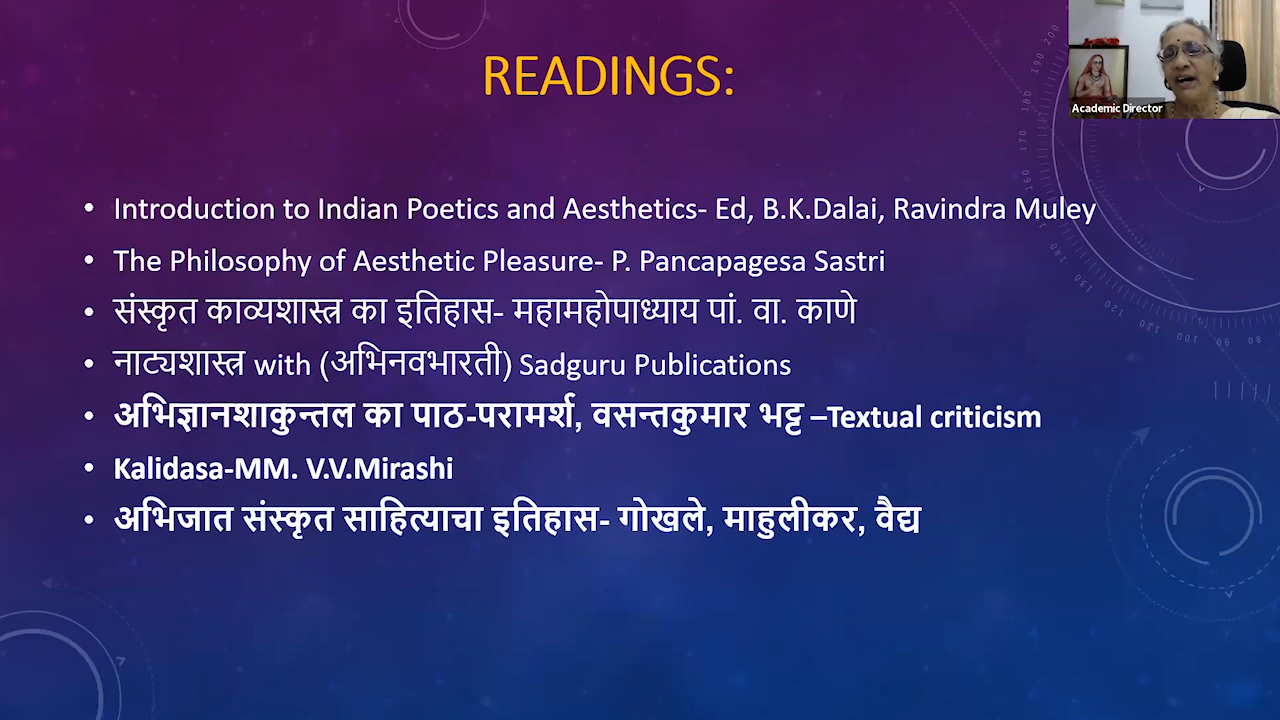 READINGS:
Academic Director
• Introduction to Indian Poetics and Aesthetics- Ed, B.K.Dalai, Ravindra Muley
• The Philosophy of Aesthetic Pleasure- P. Pancapagesa Sastri
• संस्कृत काव्यशास्त्र का इतिहास- महामहोपाध्याय पां. वा. काणे
• नाट्यशास्त्र with (अभिनवभारती) Sadguru Publications
• अभिज्ञानशाकुन्तल का पाठ-परामर्श, वसन्तकुमार भट्ट –Textual criticism
• Kalidasa-MM. V.V.Mirashi
• अभिजात संस्कृत साहित्याचा इतिहास- गोखले, माहुलीकर, वैद्य